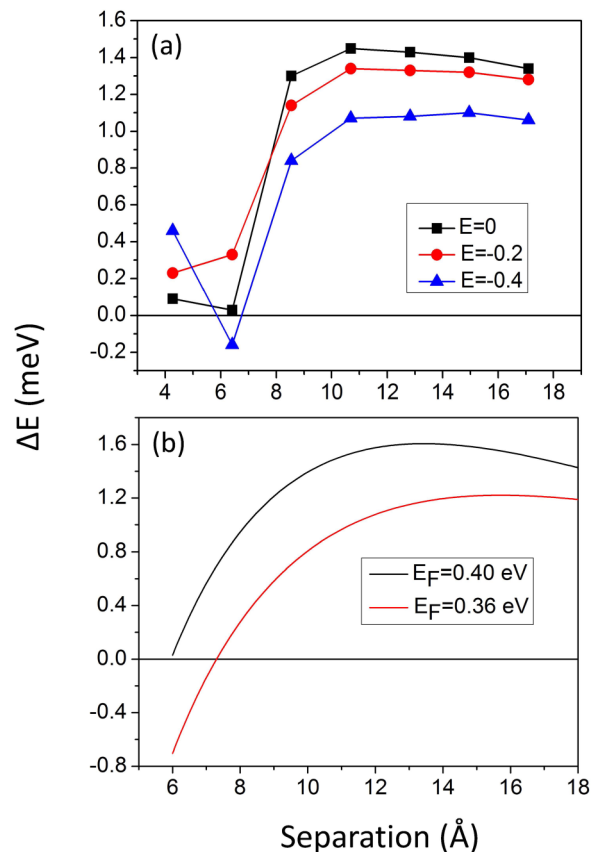 (a)
1.6
1.4
1.2
1.0
0.8
0.6
0.4
0.2
0.0
-0.2
E=0
E=-0.2
E=-0.4
4 6 8 10 12 14 16 18
ΔE (meV)
(b)
1.6
1.2
0.8
0.4
0.0
-0.4
-0.8
E_F=0.40 eV
E_F=0.36 eV
6 8 10 12 14 16 18
Separation (Å)